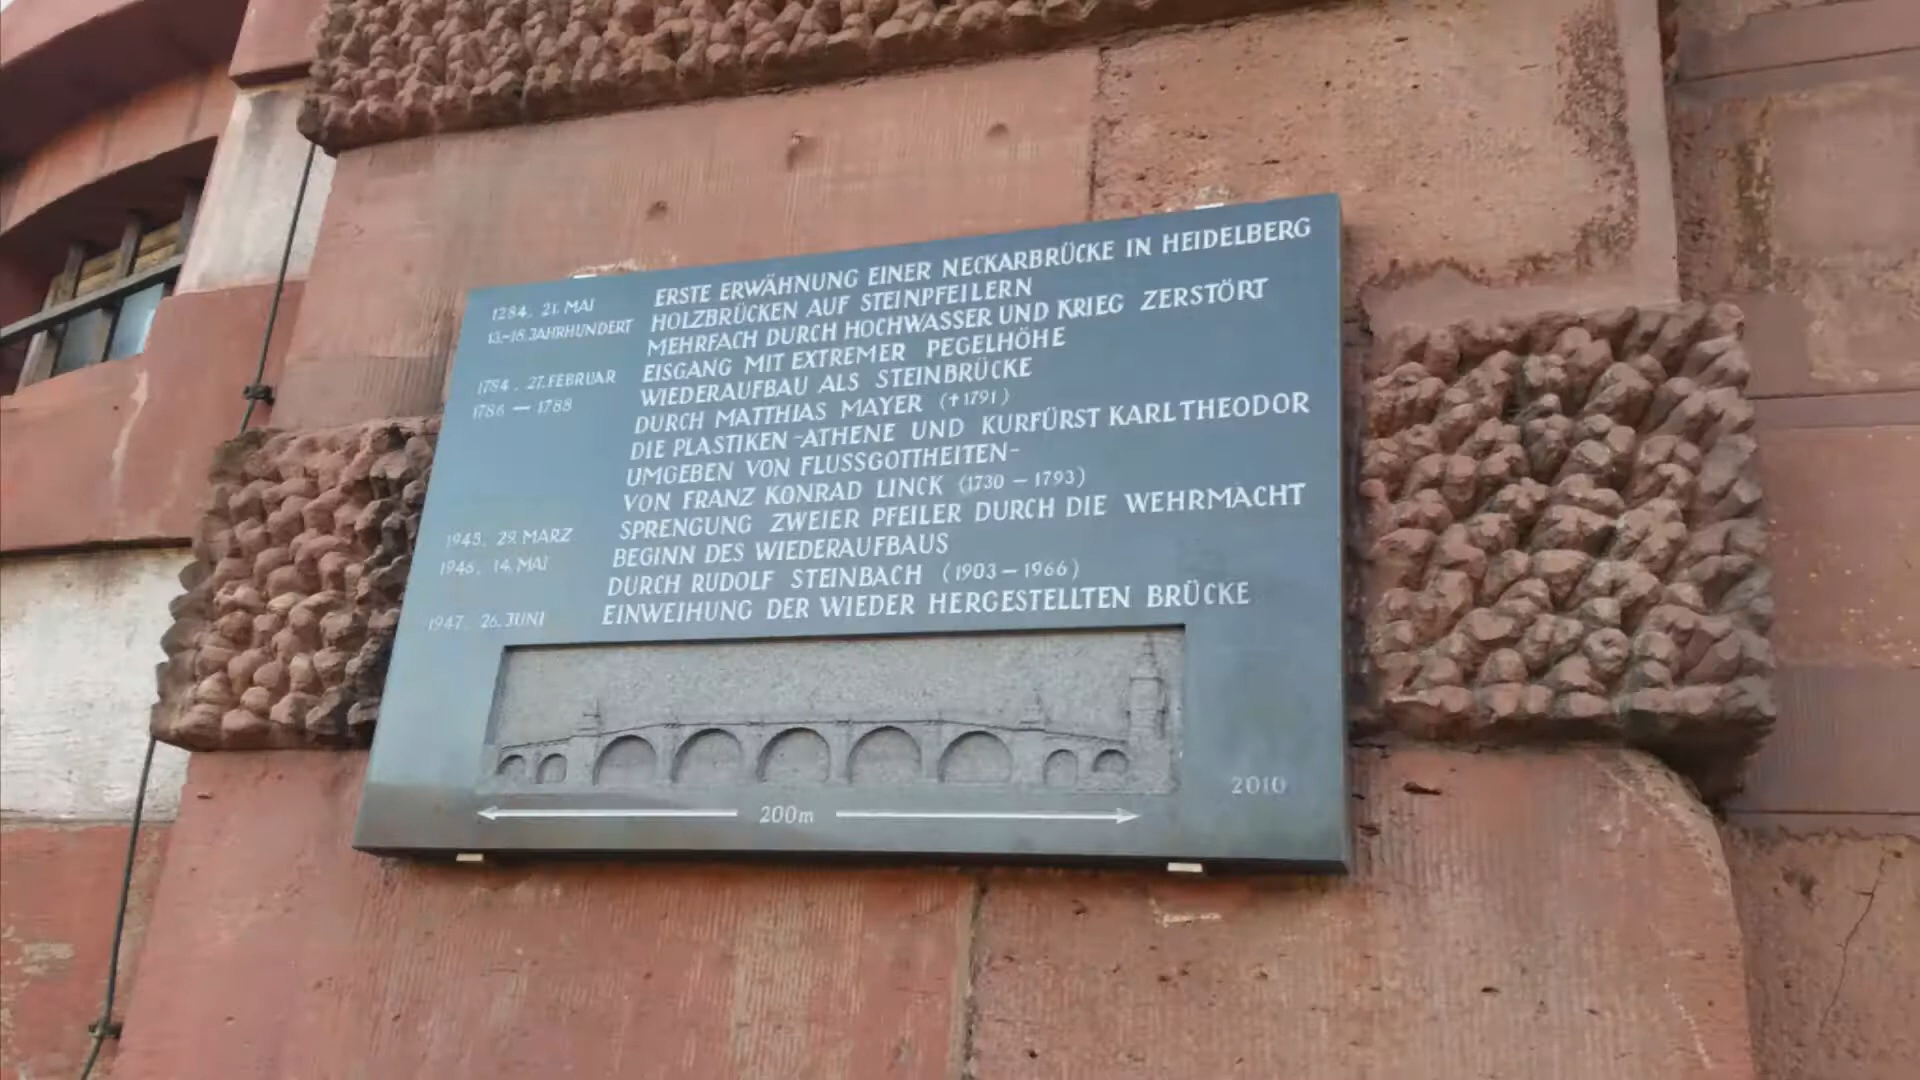 1284. 21. MAI ERSTE ERWÄHNUNG EINER NECKARBRÜCKE IN HEIDELBERG
13.-18. JAHRHUNDERT HOLZBRÜCKEN AUF STEINPFEILERN
MEHRFACH DURCH HOCHWASSER UND KRIEG ZERSTÖRT
1784. 27. FEBRUAR EISGANG MIT EXTREMER PEGELHÖHE
1786 – 1788 WIEDERAUFBAU ALS STEINBRÜCKE
DURCH MATTHIAS MAYER (✝1791)
DIE PLASTIKEN -ATHENE UND KURFÜRST KARL THEODOR
UMGEBEN VON FLUSSGOTTHEITEN-
VON FRANZ KONRAD LINCK (1730 – 1793)
1945. 29. MÄRZ SPRENGUNG ZWEIER PFEILER DURCH DIE WEHRMACHT
1946. 14. MAI BEGINN DES WIEDERAUFBAUS
DURCH RUDOLF STEINBACH (1903 – 1966)
1947. 26. JUNI EINWEIHUNG DER WIEDER HERGESTELLTEN BRÜCKE
2010
200m